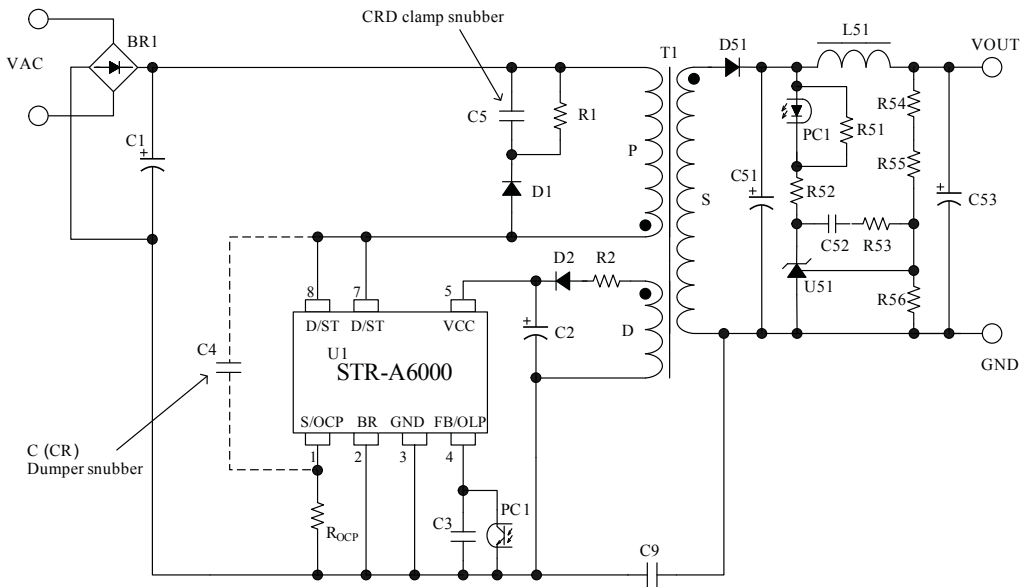 CRD clamp snubber
BR1
VAC
C1
C5
R1
P
D1
T1
D51
L51
VOUT
PC1
R51
R54
R55
R52
C51
S
C52
R53
C53
U51
R56
GND
D2
R2
C2
D
8
7
5
D/ST
D/ST
VCC
U1
STR-A6000
S/OCP
BR
GND
FB/OLP
1
2
3
4
C4
C (CR)
Dumper snubber
ROCP
C3
PC1
C9